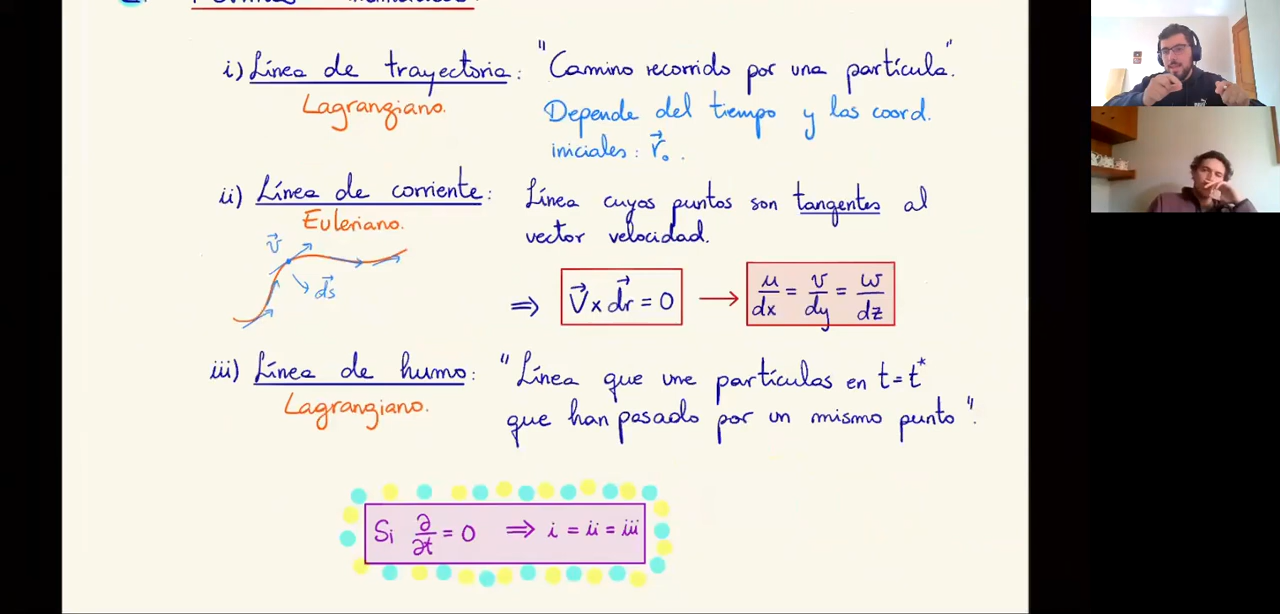 i) Línea de trayectoria: "Camino recorrido por una partícula".
Lagrangiano.
Depende del tiempo y las coord.
iniciales: r⃗₀.
ii) Línea de corriente: Línea cuyos puntos son tangentes al
Euleriano.
vector velocidad.
v⃗
ds⃗
⇒ V⃗ x dr⃗ = 0 → u/dx = v/dy = w/dz
iii) Línea de humo: "Línea que une partículas en t=t*
Lagrangiano.
que han pasado por un mismo punto".
Si ∂/∂t = 0 ⇒ i = ii = iii